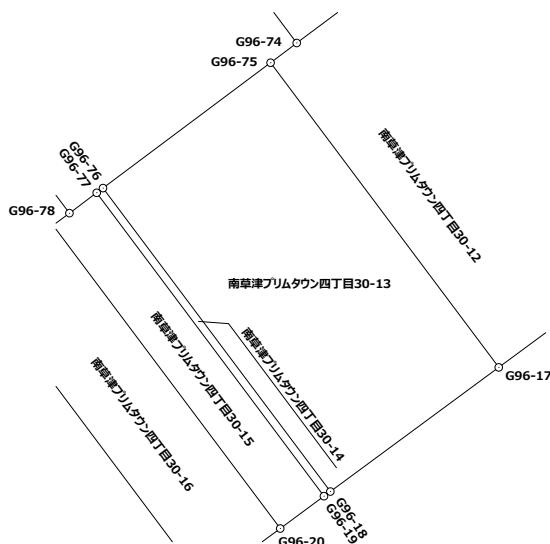 G96-74
G96-75
南草津プリムタウン四丁目30-12
G96-76
G96-77
G96-78
南草津プリムタウン四丁目30-13
南草津プリムタウン四丁目30-14
南草津プリムタウン四丁目30-15
南草津プリムタウン四丁目30-16
G96-17
G96-18
G96-19
G96-20